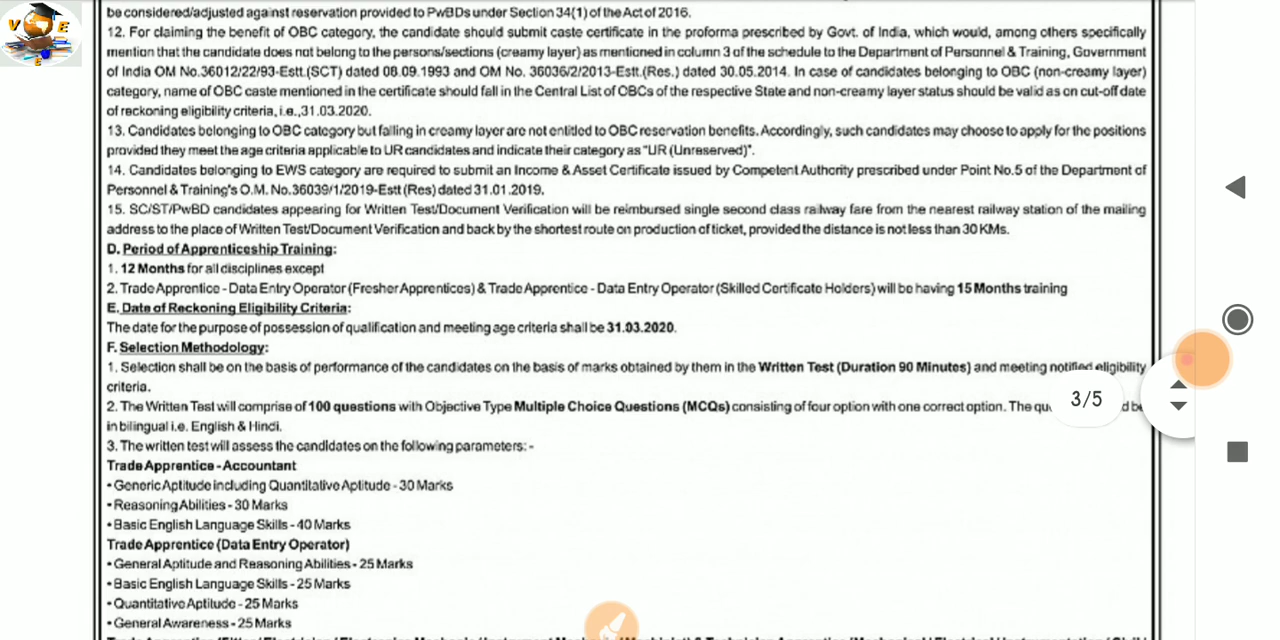 V E E
be considered/adjusted against reservation provided to PwBDs under Section 34(1) of the Act of 2016.
12. For claiming the benefit of OBC category, the candidate should submit caste certificate in the proforma prescribed by Govt. of India, which would, among others specifically
mention that the candidate does not belong to the persons/sections (creamy layer) as mentioned in column 3 of the schedule to the Department of Personnel & Training, Government
of India OM No.36012/22/93-Estt.(SCT) dated 08.09.1993 and OM No. 36036/2/2013-Estt.(Res.) dated 30.05.2014. In case of candidates belonging to OBC (non-creamy layer)
category, name of OBC caste mentioned in the certificate should fall in the Central List of OBCs of the respective State and non-creamy layer status should be valid as on cut-off date
of reckoning eligibility criteria, i.e.,31.03.2020.
13. Candidates belonging to OBC category but falling in creamy layer are not entitled to OBC reservation benefits. Accordingly, such candidates may choose to apply for the positions
provided they meet the age criteria applicable to UR candidates and indicate their category as "UR (Unreserved)".
14. Candidates belonging to EWS category are required to submit an Income & Asset Certificate issued by Competent Authority prescribed under Point No.5 of the Department of
Personnel & Training's O.M. No.36039/1/2019-Estt (Res) dated 31.01.2019.
15. SC/ST/PwBD candidates appearing for Written Test/Document Verification will be reimbursed single second class railway fare from the nearest railway station of the mailing
address to the place of Written Test/Document Verification and back by the shortest route on production of ticket, provided the distance is not less than 30 KMs.
D. Period of Apprenticeship Training:
1. 12 Months for all disciplines except
2. Trade Apprentice - Data Entry Operator (Fresher Apprentices) & Trade Apprentice - Data Entry Operator (Skilled Certificate Holders) will be having 15 Months training
E. Date of Reckoning Eligibility Criteria:
The date for the purpose of possession of qualification and meeting age criteria shall be 31.03.2020.
F. Selection Methodology:
1. Selection shall be on the basis of performance of the candidates on the basis of marks obtained by them in the Written Test (Duration 90 Minutes) and meeting notified eligibility
criteria.
2. The Written Test will comprise of 100 questions with Objective Type Multiple Choice Questions (MCQs) consisting of four option with one correct option. The be
in bilingual i.e. English & Hindi.
3/5
3. The written test will assess the candidates on the following parameters: -
Trade Apprentice - Accountant
• Generic Aptitude including Quantitative Aptitude - 30 Marks
• Reasoning Abilities - 30 Marks
• Basic English Language Skills - 40 Marks
Trade Apprentice (Data Entry Operator)
• General Aptitude and Reasoning Abilities - 25 Marks
• Basic English Language Skills - 25 Marks
• Quantitative Aptitude - 25 Marks
• General Awareness - 25 Marks